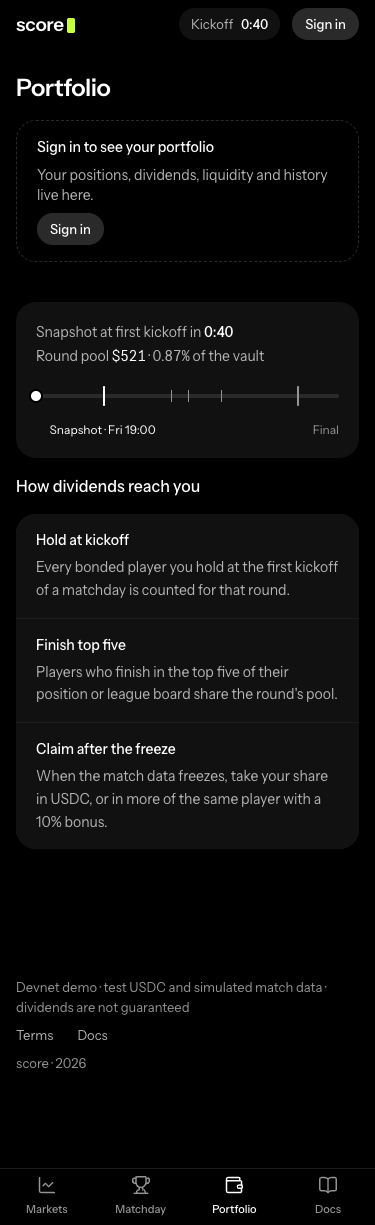 score
Kickoff 0:40
Sign in
Portfolio
Sign in to see your portfolio
Your positions, dividends, liquidity and history
live here.
Sign in
Snapshot at first kickoff in 0:40
Round pool $521 · 0.87% of the vault
Snapshot · Fri 19:00
Final
How dividends reach you
Hold at kickoff
Every bonded player you hold at the first kickoff
of a matchday is counted for that round.
Finish top five
Players who finish in the top five of their
position or league board share the round's pool.
Claim after the freeze
When the match data freezes, take your share
in USDC, or in more of the same player with a
10% bonus.
Devnet demo · test USDC and simulated match data ·
dividends are not guaranteed
Terms Docs
score · 2026
Markets Matchday Portfolio Docs